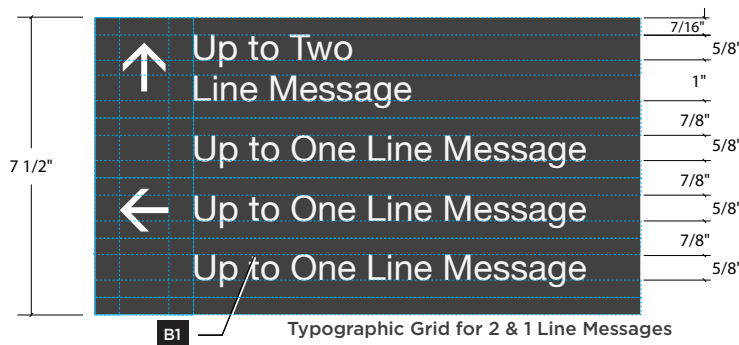 Up to Two
Line Message
Up to One Line Message
Up to One Line Message
Up to One Line Message
7 1/2"
7/16"
5/8'
1"
7/8"
5/8'
7/8"
5/8'
7/8"
5/8'
B1
Typographic Grid for 2 & 1 Line Messages